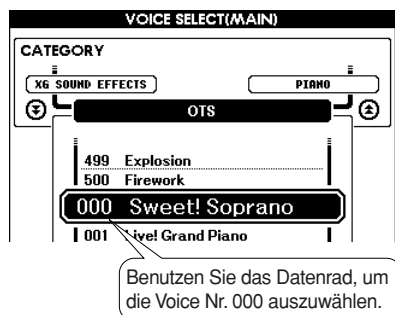 VOICE SELECT(MAIN)
CATEGORY
XG SOUND EFFECTS
PIANO
OTS
499 Explosion
500 Firework
000 Sweet! Soprano
001 Live! Grand Piano
Benutzen Sie das Datenrad, um
die Voice Nr. 000 auszuwählen.